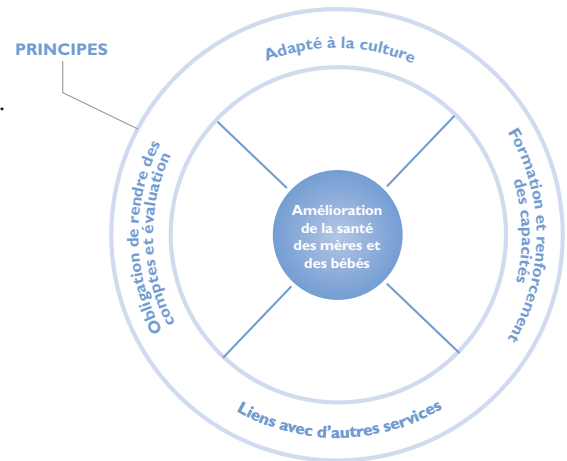 PRINCIPES
Adapté à la culture
.
Formation et renforcement
des capacités
Obligation de rendre des
comptes et évaluation
Amélioration
de la santé
des mères et
des bébés
Liens avec d'autres services